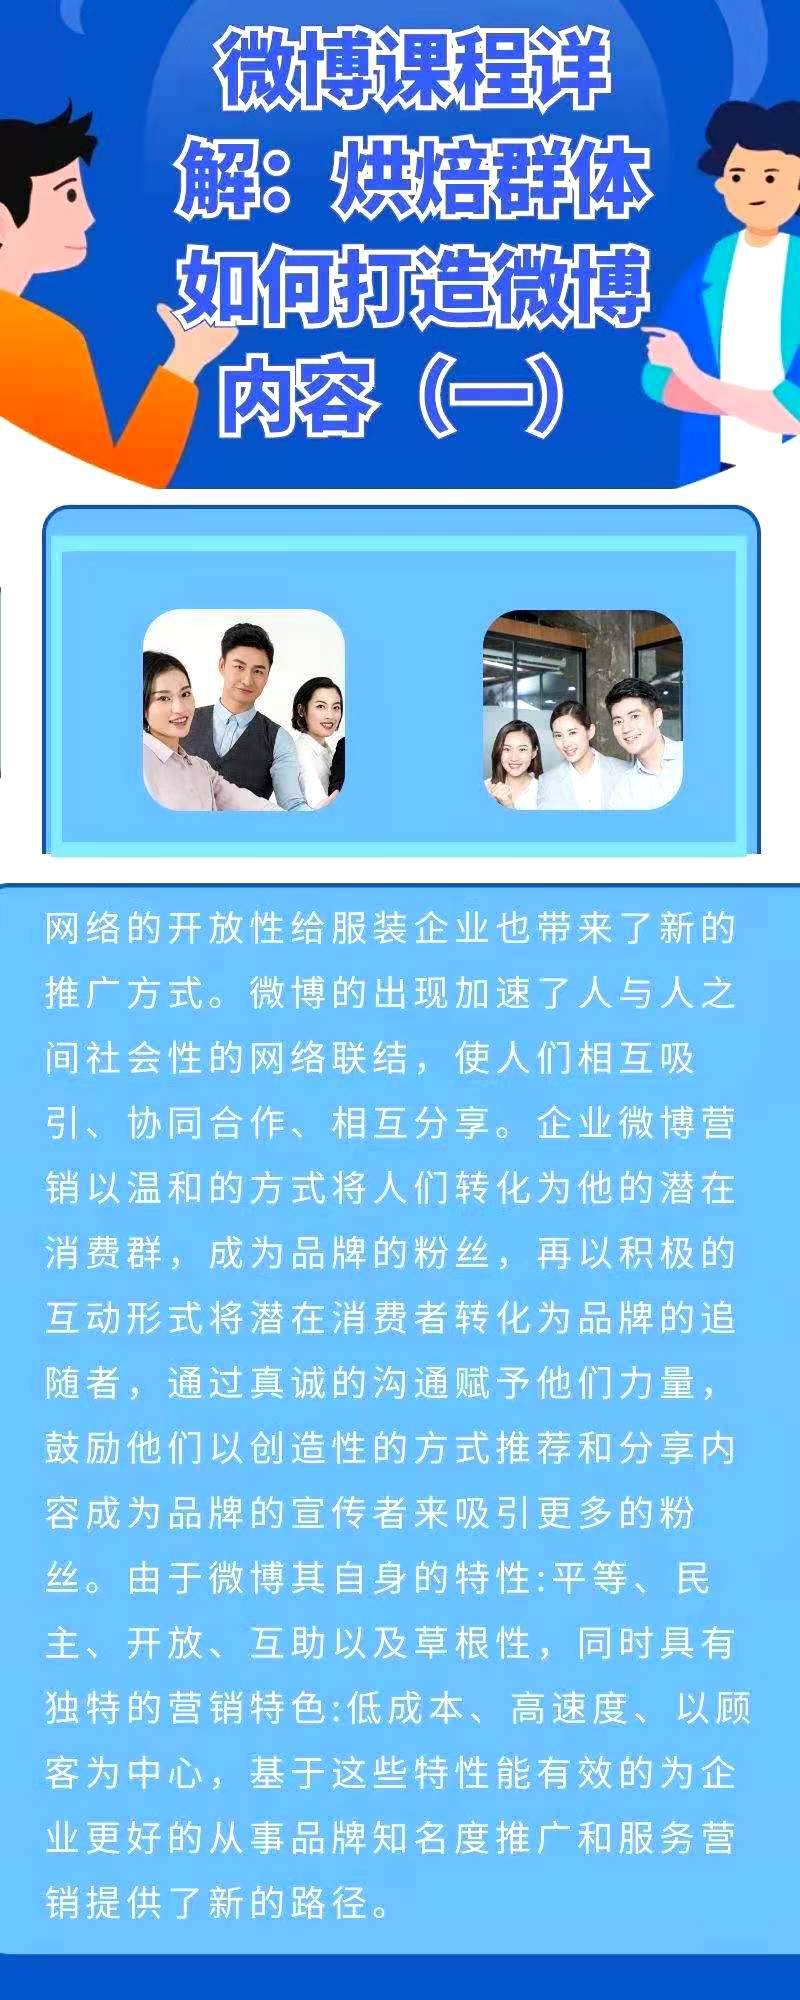 微博课程详
解：烘焙群体
如何打造微博
内容（一）
网络的开放性给服装企业也带来了新的
推广方式。微博的出现加速了人与人之
间社会性的网络联结，使人们相互吸
引、协同合作、相互分享。企业微博营
销以温和的方式将人们转化为他的潜在
消费群，成为品牌的粉丝，再以积极的
互动形式将潜在消费者转化为品牌的追
随者，通过真诚的沟通赋予他们力量，
鼓励他们以创造性的方式推荐和分享内
容成为品牌的宣传者来吸引更多的粉
丝。由于微博其自身的特性:平等、民
主、开放、互助以及草根性，同时具有
独特的营销特色:低成本、高速度、以顾
客为中心，基于这些特性能有效的为企
业更好的从事品牌知名度推广和服务营
销提供了新的路径。